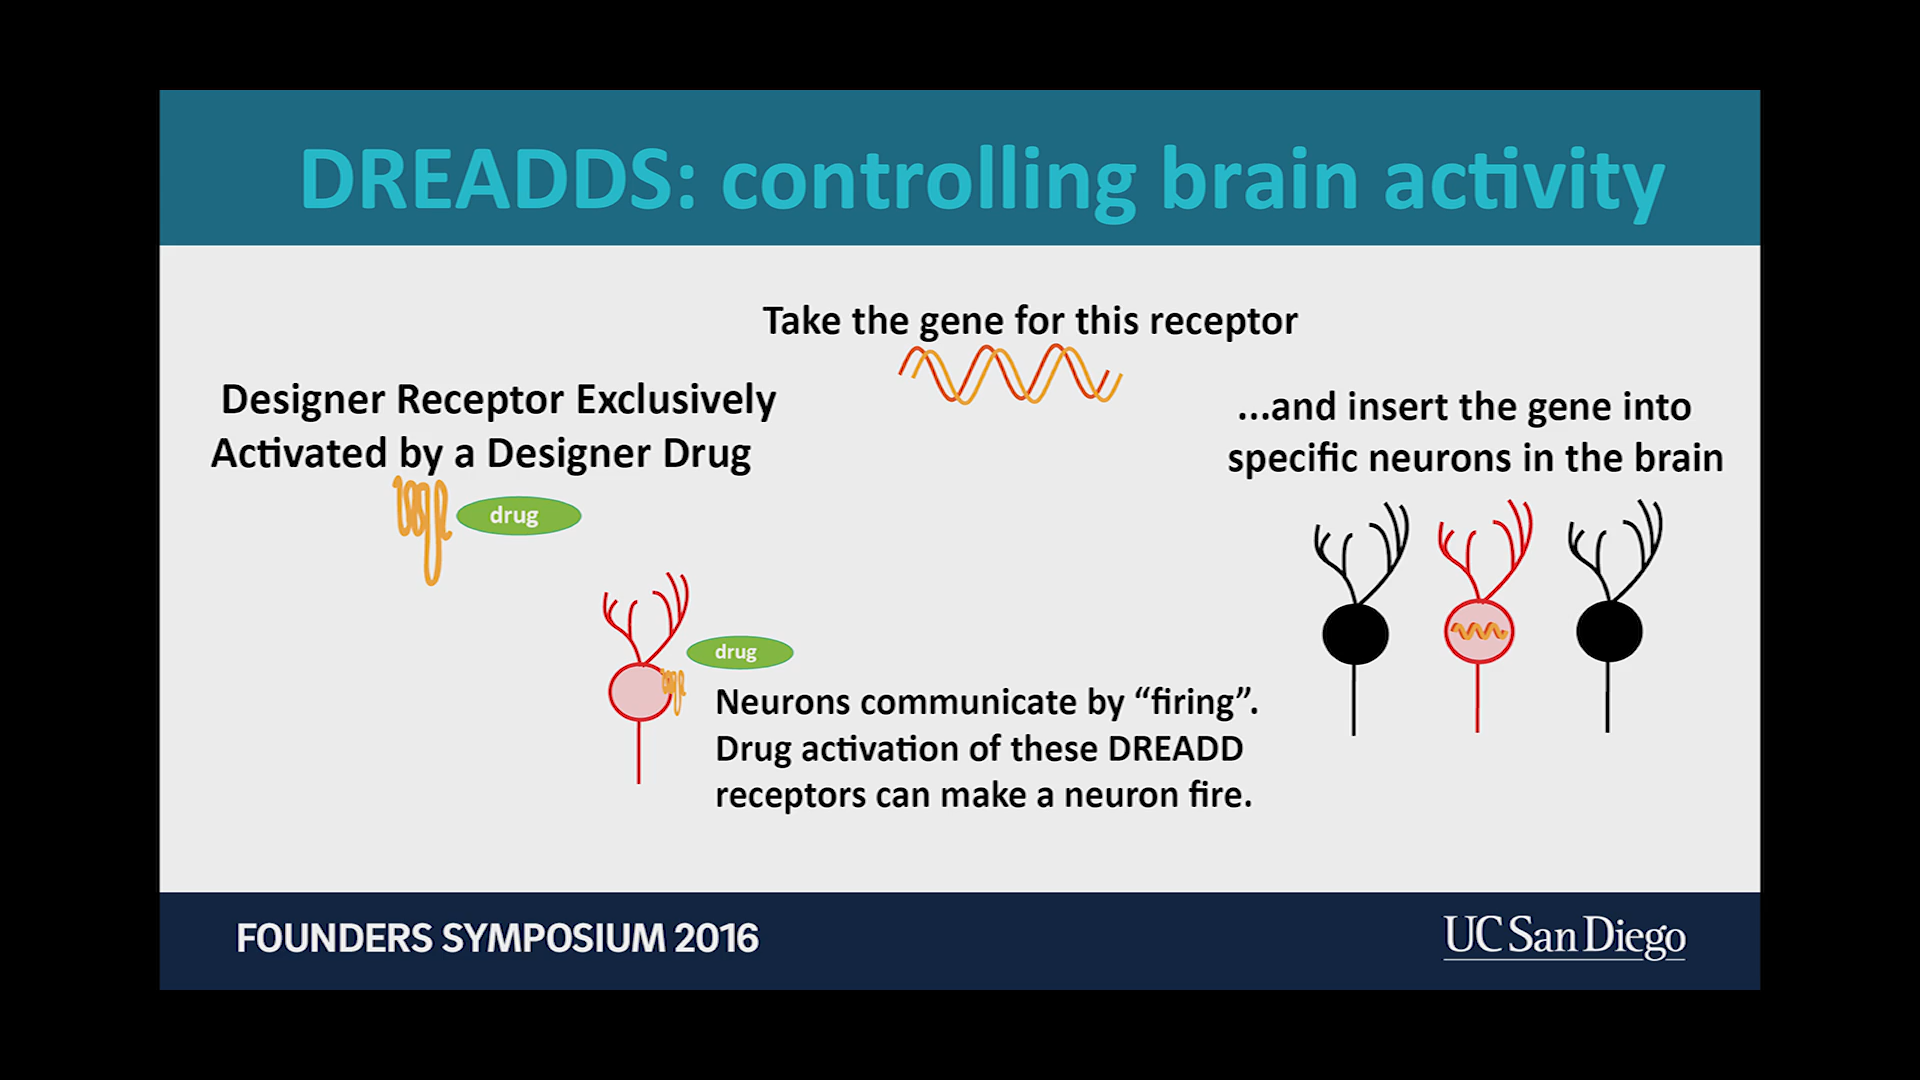 DREADDS: controlling brain activity
Take the gene for this receptor
Designer Receptor Exclusively
Activated by a Designer Drug
drug
...and insert the gene into
specific neurons in the brain
drug
Neurons communicate by “firing”.
Drug activation of these DREADD
receptors can make a neuron fire.
FOUNDERS SYMPOSIUM 2016
UC San Diego